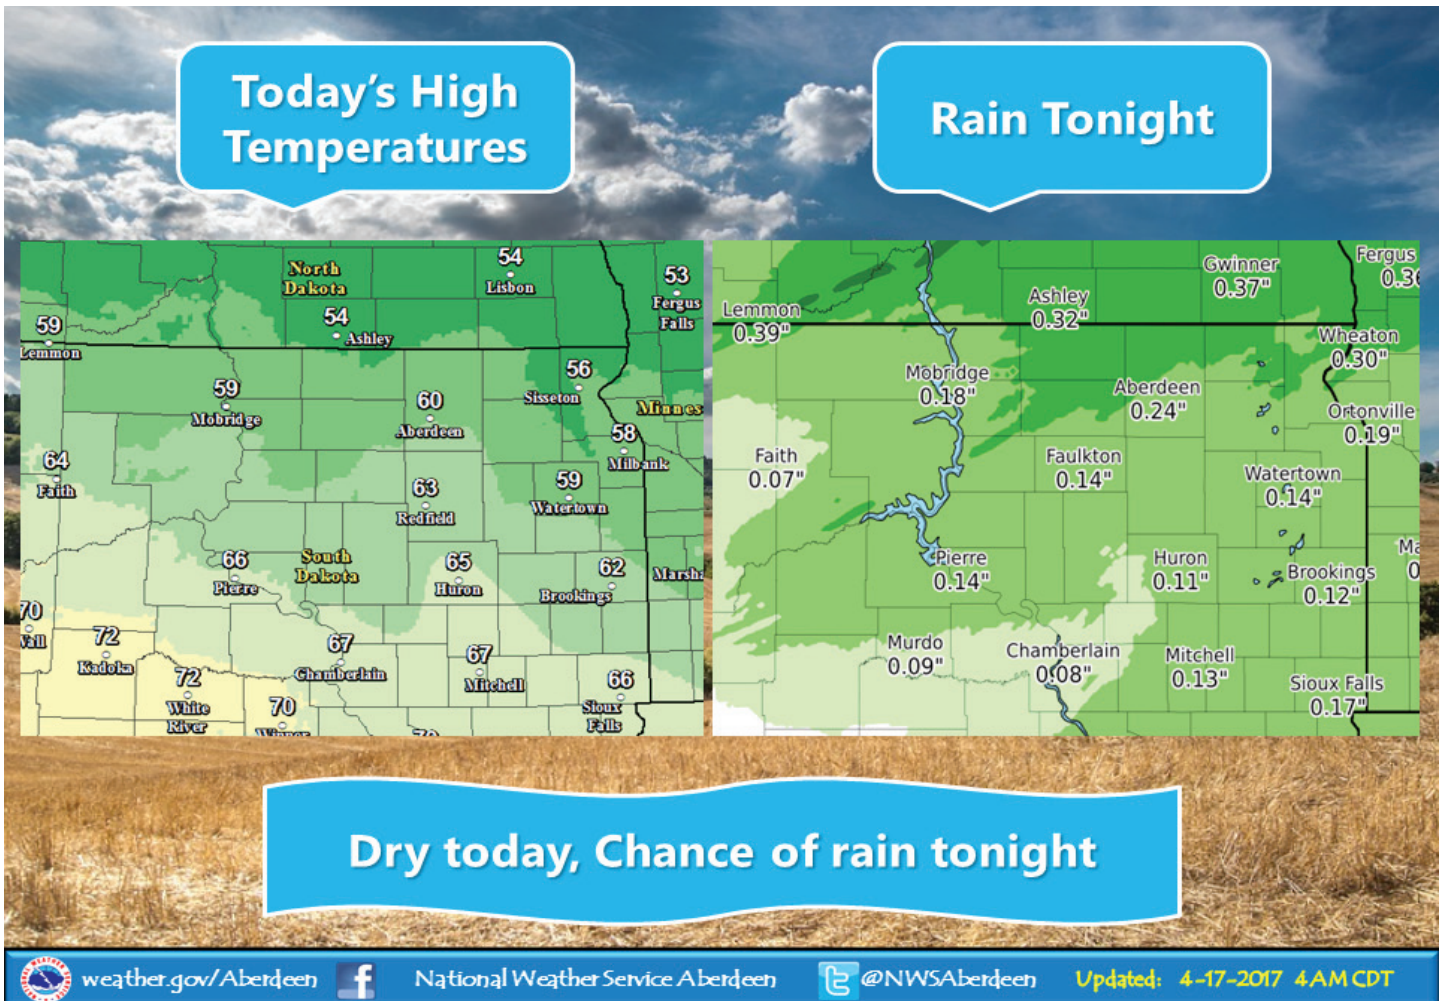 Today's High
Temperatures
Rain Tonight
North
Dakota
54
Lisbon
53
Fergus
Falls
59
Lemmon
54
Ashley
56
Sisseton
59
Mobridge
60
Aberdeen
Minnes
58
Milbank
64
Faith
63
Redfield
59
Watertown
66
Pierre
South
Dakota
65
Huron
62
Brookings
Marsh
70
Wall
72
Kadoka
67
Chamberlain
67
Mitchell
72
White
River
70
Winner
66
Sioux
Falls
Gwinner
0.37"
Fergus
0.36
Lemmon
0.39"
Ashley
0.32"
Wheaton
0.30"
Mobridge
0.18"
Aberdeen
0.24"
Ortonville
0.19"
Faith
0.07"
Faulkton
0.14"
Watertown
0.14"
Pierre
0.14"
Huron
0.11"
Brookings
0.12"
Ma
0
Murdo
0.09"
Chamberlain
0.08"
Mitchell
0.13"
Sioux Falls
0.17"
Dry today, Chance of rain tonight
weather.gov/Aberdeen f National Weather Service Aberdeen @NWSAberdeen Updated: 4-17-2017 4AM CDT